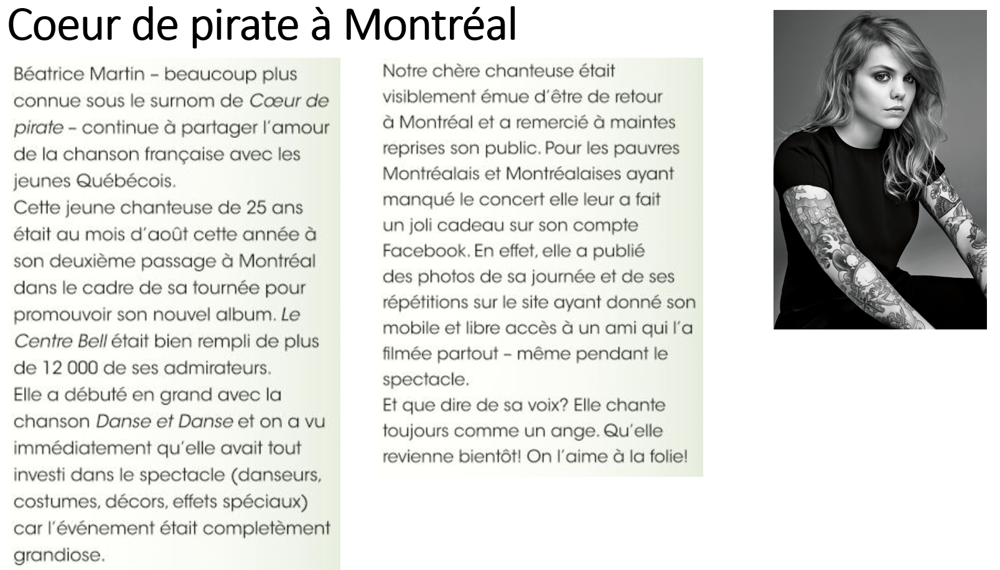 Coeur de pirate à Montréal
Béatrice Martin – beaucoup plus
connue sous le surnom de Cœur de
pirate – continue à partager l'amour
de la chanson française avec les
jeunes Québécois.
Cette jeune chanteuse de 25 ans
était au mois d'août cette année à
son deuxième passage à Montréal
dans le cadre de sa tournée pour
promouvoir son nouvel album. Le
Centre Bell était bien rempli de plus
de 12 000 de ses admirateurs.
Elle a débuté en grand avec la
chanson Danse et Danse et on a vu
immédiatement qu'elle avait tout
investi dans le spectacle (danseurs,
costumes, décors, effets spéciaux)
car l'événement était completèment
grandiose.
Notre chère chanteuse était
visiblement émue d'être de retour
à Montréal et a remercié à maintes
reprises son public. Pour les pauvres
Montréalais et Montréalaises ayant
manqué le concert elle leur a fait
un joli cadeau sur son compte
Facebook. En effet, elle a publié
des photos de sa journée et de ses
répétitions sur le site ayant donné son
mobile et libre accès à un ami qui l'a
filmée partout – même pendant le
spectacle.
Et que dire de sa voix? Elle chante
toujours comme un ange. Qu'elle
revienne bientôt! On l'aime à la folie!